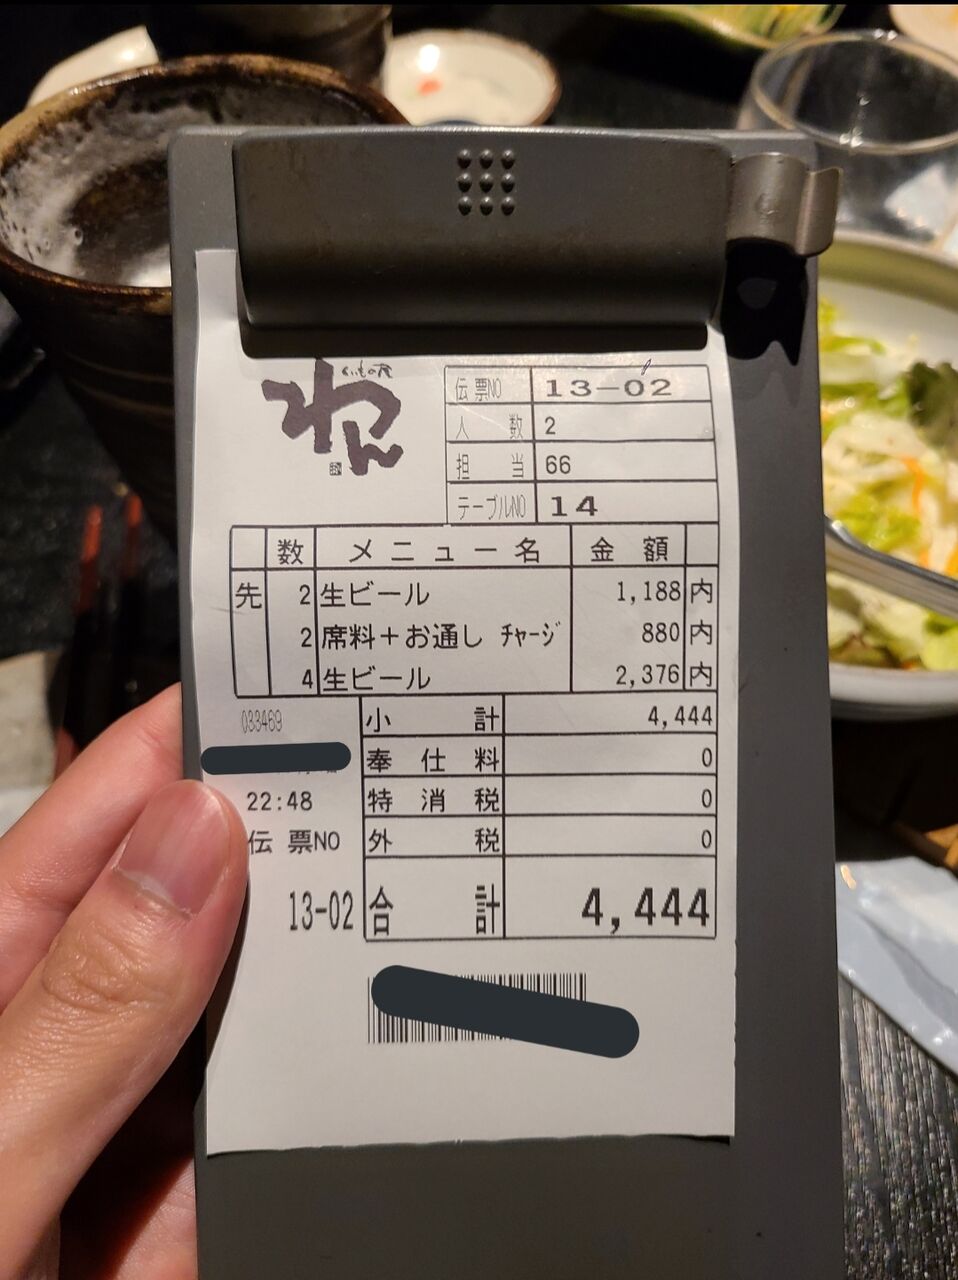 くいもの屋
わん
伝票NO 13-02
人数 2
担当 66
テーブルNO 14
数 メニュー名 金額
先 2 生ビール 1,188 内
2 席料+お通し ﾁｬｰｼﾞ 880 内
4 生ビール 2,376 内
033469
小計 4,444
奉仕料 0
22:48
特消税 0
伝票NO
外税 0
13-02
合計 4,444